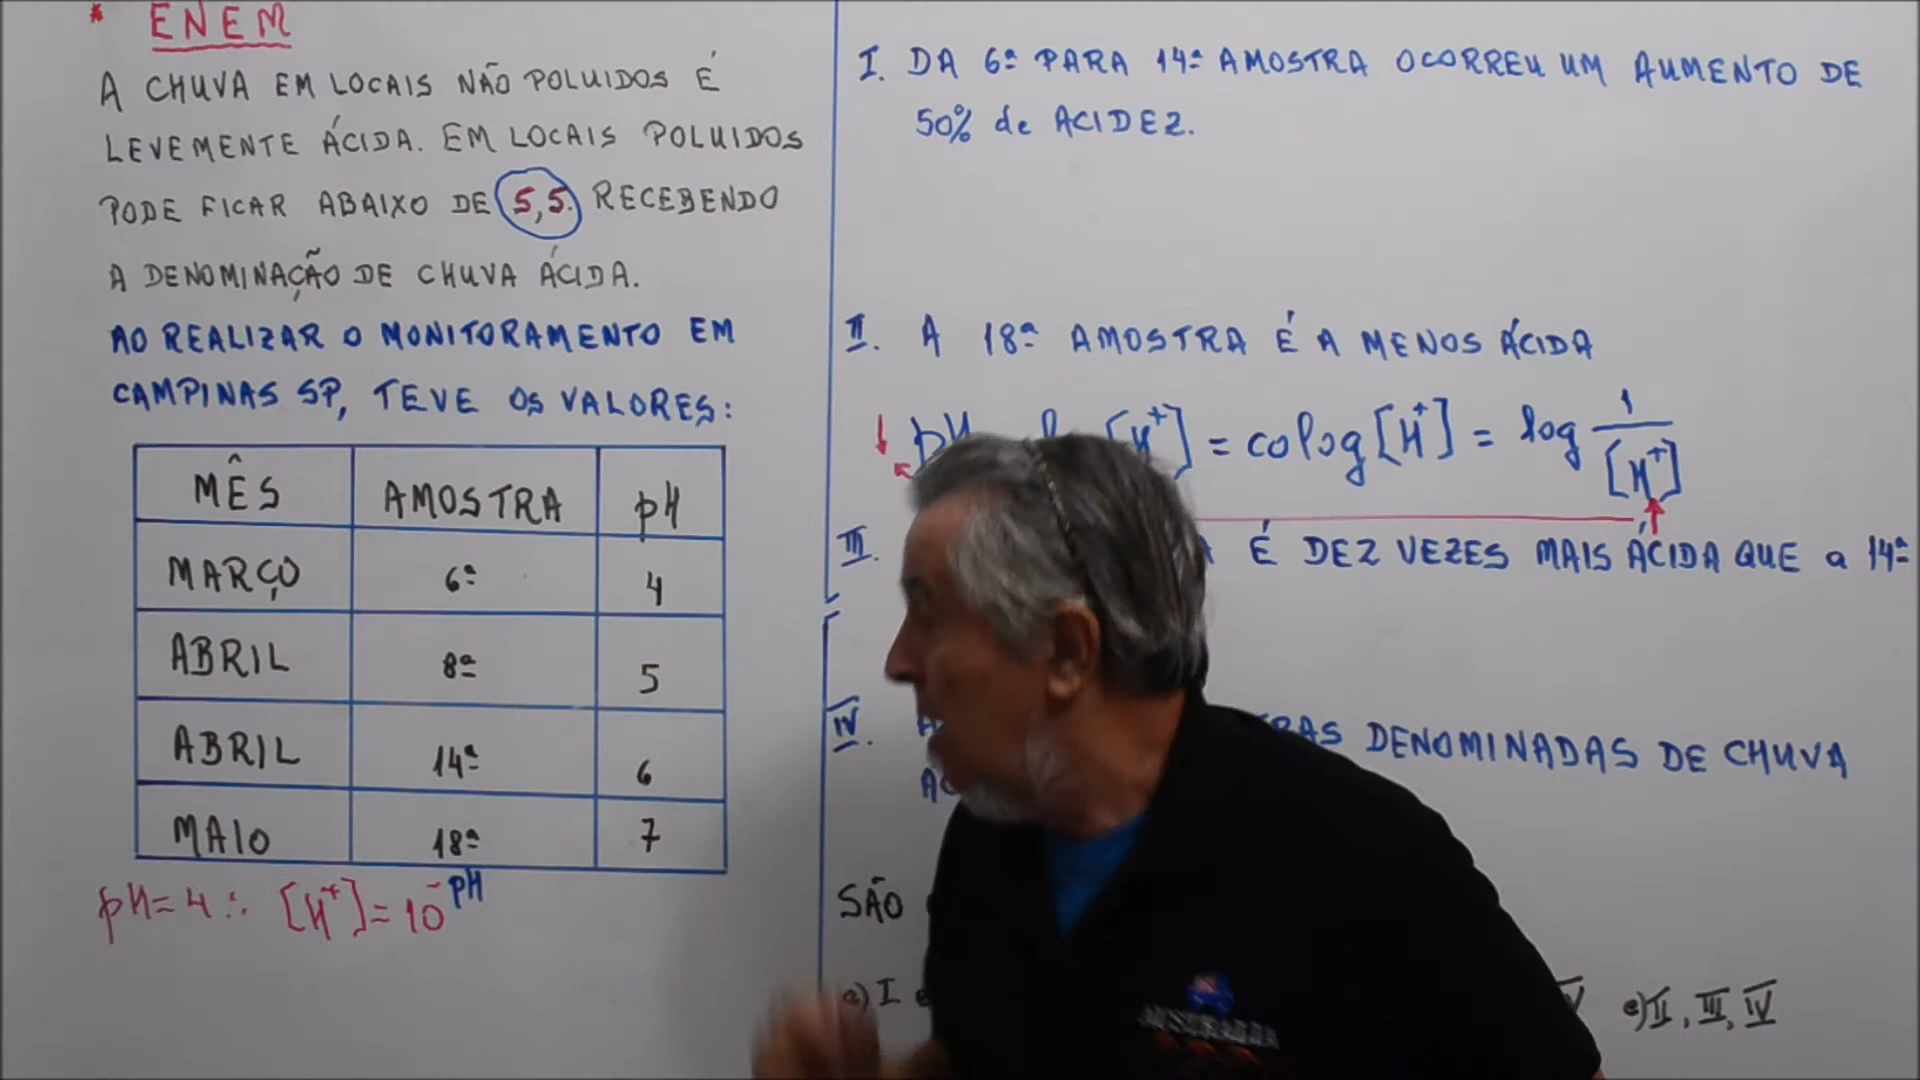 * ENEM
A CHUVA EM LOCAIS NÃO POLUIDOS É
LEVEMENTE ÁCIDA. EM LOCAIS POLUIDOS
PODE FICAR ABAIXO DE 5,5. RECEBENDO
A DENOMINAÇÃO DE CHUVA ÁCIDA.
AO REALIZAR O MONITORAMENTO EM
CAMPINAS SP, TEVE OS VALORES:
MÊS AMOSTRA pH
MARÇO 6ª 4
ABRIL 8ª 5
ABRIL 14ª 6
MAIO 18ª 7
pH=4 ∴ [H⁺]=10⁻ᵖᴴ
I. DA 6ª PARA 14ª AMOSTRA OCORREU UM AUMENTO DE
50% de ACIDEZ.
II. A 18ª AMOSTRA É A MENOS ÁCIDA
↓ pH [H⁺] = colog [H⁺] = log 1/[H⁺] ↑
III. É DEZ VEZES MAIS ÁCIDA QUE a 14ª
IV. DENOMINADAS DE CHUVA
SÃO
a) I e) II, III, IV